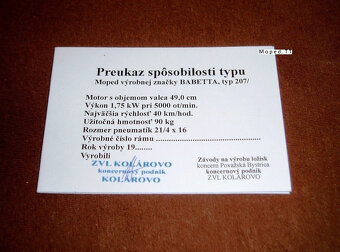 Moped.TT
Preukaz spôsobilosti typu
Moped výrobnej značky BABETTA, typ 207/
Motor s objemom valca 49,0 cm
Výkon 1,75 kW pri 5000 ot/min.
Najväčšia rýchlosť 40 km/hod.
Užitočná hmotnosť 90 kg
Rozmer pneumatík 21/4 x 16
Výrobné číslo rámu
Rok výroby 19.......
Vyrobili
ZVL KOLÁROVO
koncernový podnik
KOLÁROVO
Závody na výrobu ložísk
koncern Považská Bystrica
koncernový podnik
ZVL KOLÁROVO